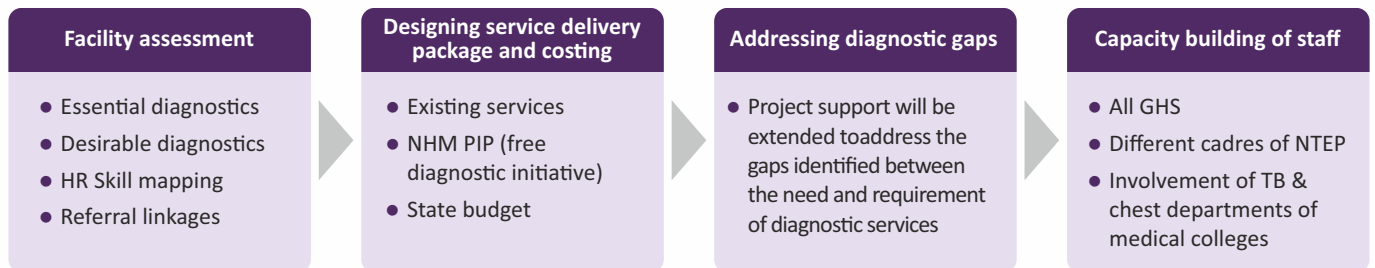 Facility assessment
● Essential diagnostics
● Desirable diagnostics
● HR Skill mapping
● Referral linkages
Designing service delivery
package and costing
● Existing services
● NHM PIP (free
diagnostic initiative)
● State budget
Addressing diagnostic gaps
● Project support will be
extended toaddress the
gaps identified between
the need and requirement
of diagnostic services
Capacity building of staff
● All GHS
● Different cadres of NTEP
● Involvement of TB &
chest departments of
medical colleges